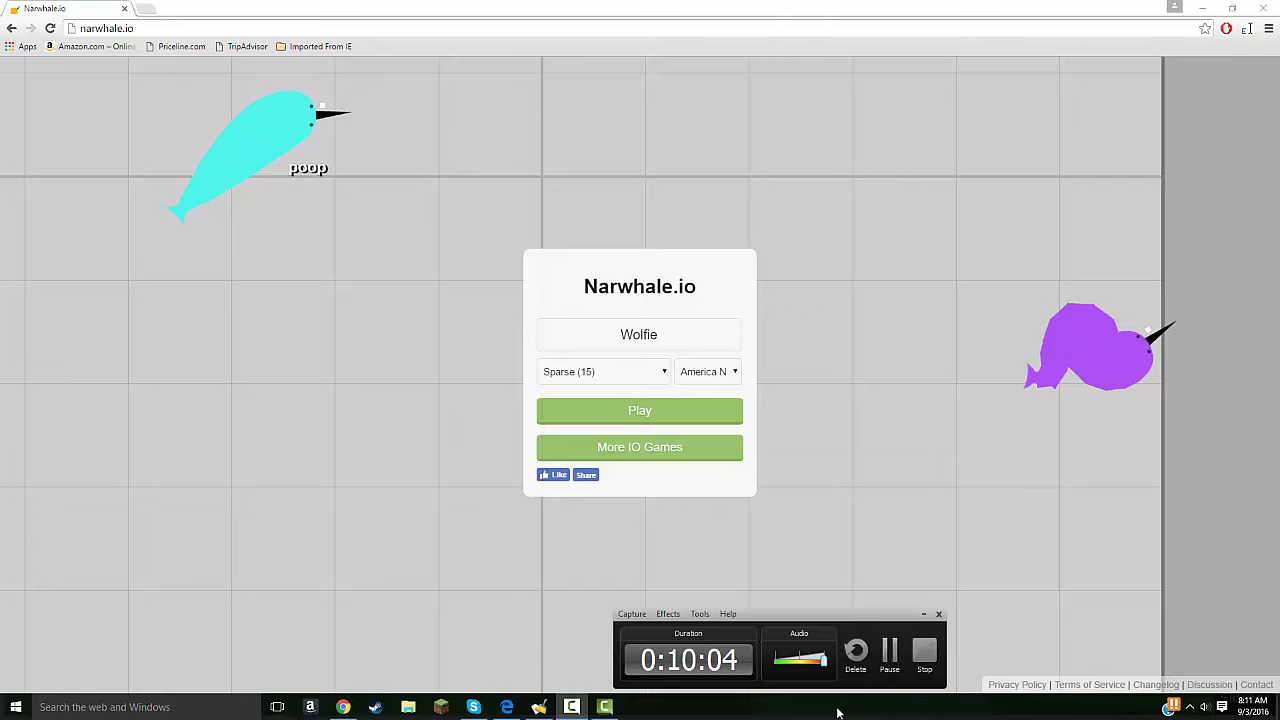 Narwhale.io
narwhale.io
Apps
Amazon.com – Online
Priceline.com
TripAdvisor
Imported From IE
poop
Narwhale.io
Wolfie
Sparse (15)
America N
Play
More IO Games
Like
Share
Capture Effects Tools Help
Duration
Audio
0:10:04
Delete
Pause
Stop
Privacy Policy | Terms of Service | Changelog | Discussion | Contact
Search the web and Windows
8:11 AM
9/3/2016